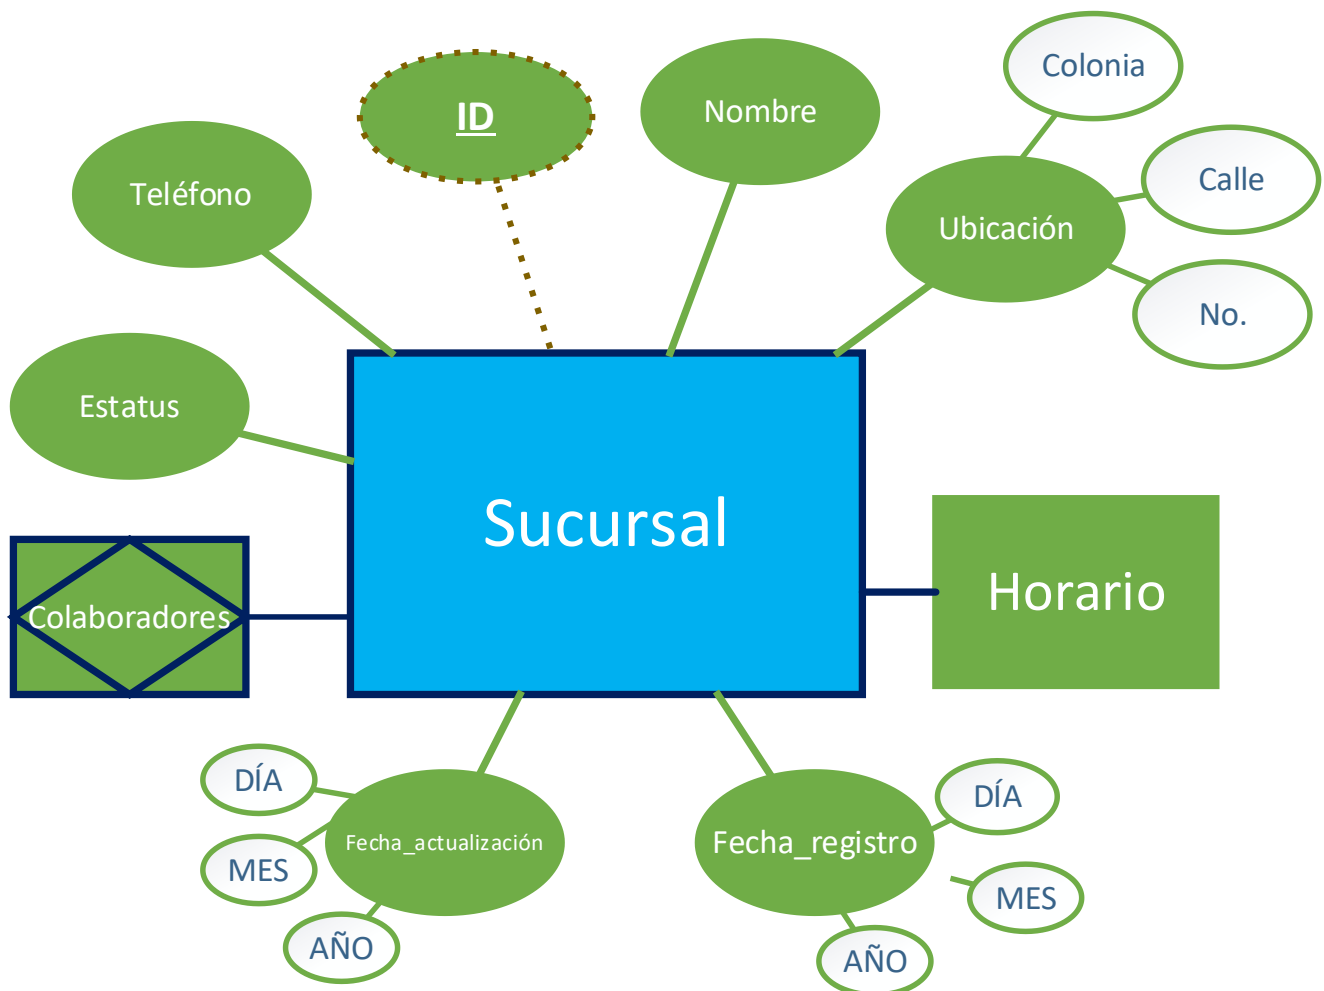 Colonia
Nombre
ID
Calle
Teléfono
Ubicación
No.
Estatus
Sucursal
Horario
Colaboradores
DÍA
DÍA
Fecha_actualización
Fecha_registro
MES
MES
AÑO
AÑO